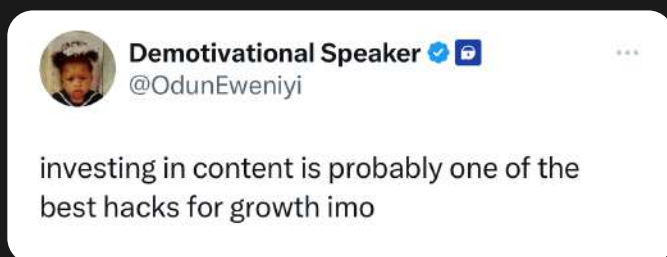 Demotivational Speaker
@OdunEweniyi
investing in content is probably one of the
best hacks for growth imo